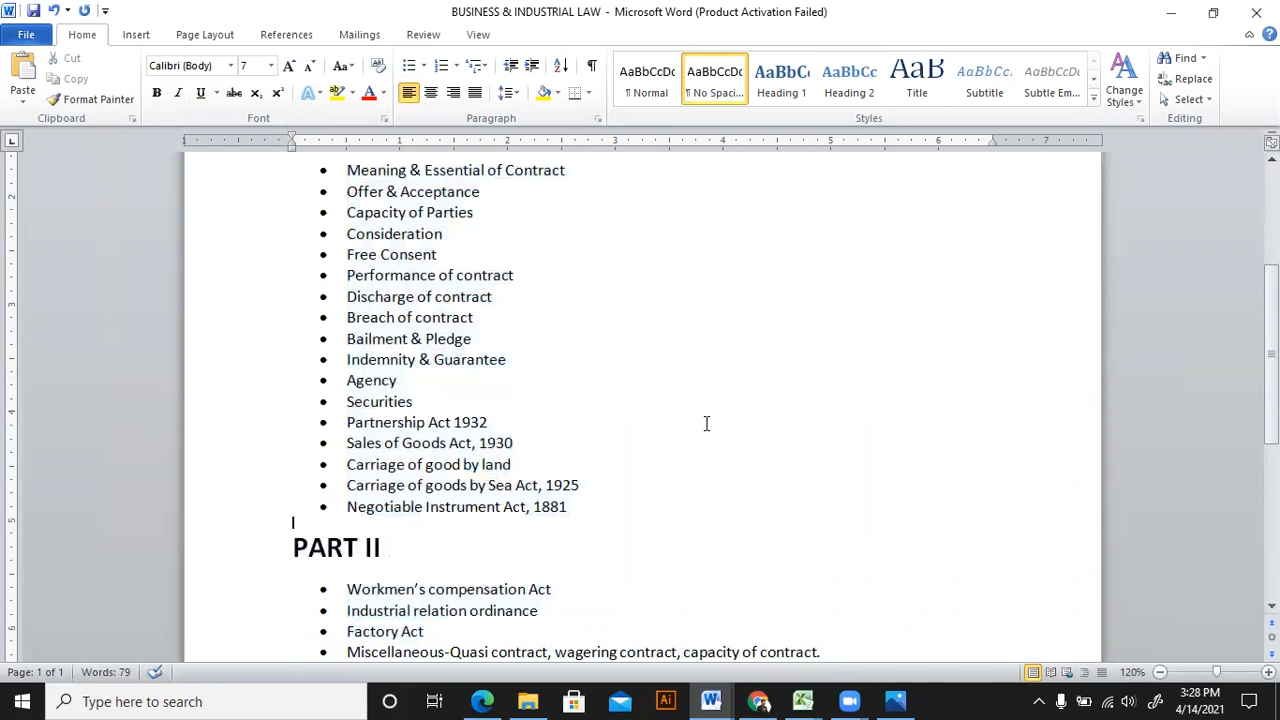 BUSINESS & INDUSTRIAL LAW - Microsoft Word (Product Activation Failed)
File Home Insert Page Layout References Mailings Review View
Paste
Cut
Copy
Format Painter
Clipboard
Calibri (Body) 7
Font
Paragraph
AaBbCcDc AaBbCcDc AaBbCc AaBbCc AaB AaBbCc. AaBbCcDc
¶ Normal ¶ No Spaci... Heading 1 Heading 2 Title Subtitle Subtle Em...
Styles
Change Styles
Find
Replace
Select
Editing
• Meaning & Essential of Contract
• Offer & Acceptance
• Capacity of Parties
• Consideration
• Free Consent
• Performance of contract
• Discharge of contract
• Breach of contract
• Bailment & Pledge
• Indemnity & Guarantee
• Agency
• Securities
• Partnership Act 1932
• Sales of Goods Act, 1930
• Carriage of good by land
• Carriage of goods by Sea Act, 1925
• Negotiable Instrument Act, 1881
PART II
• Workmen’s compensation Act
• Industrial relation ordinance
• Factory Act
• Miscellaneous-Quasi contract, wagering contract, capacity of contract.
Page: 1 of 1 Words: 79 120%
Type here to search
3:28 PM
4/14/2021